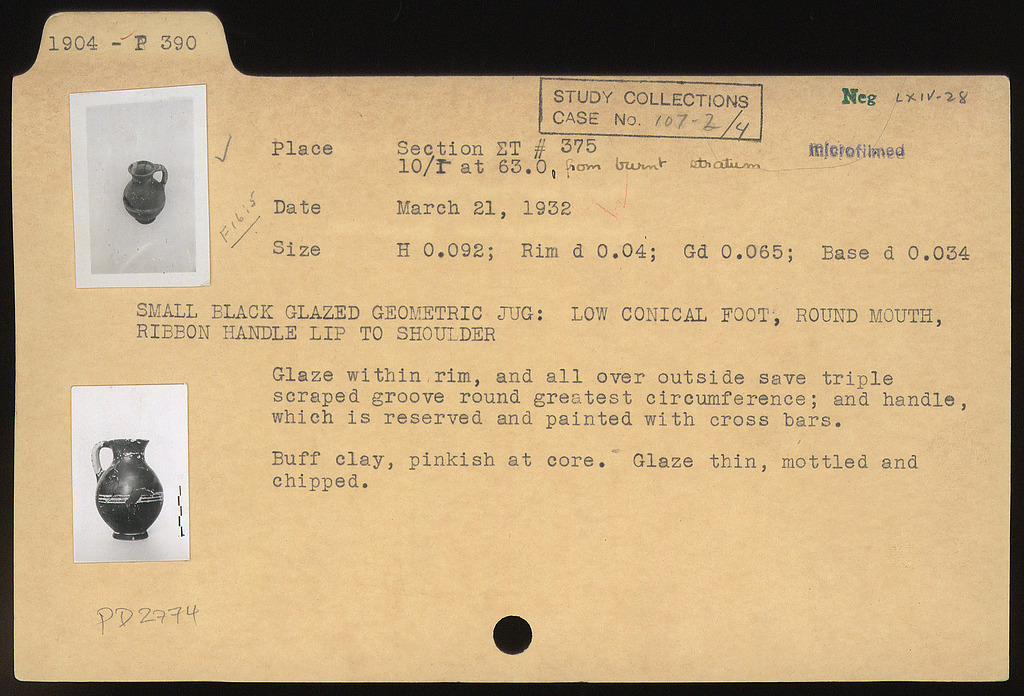 1904 - P 390
STUDY COLLECTIONS
CASE No. 107-2/4
Neg LXIV-28
microfilmed
Place Section ΣΤ # 375
10/Γ at 63.0, from burnt stratum
F16:5
Date March 21, 1932
Size H 0.092; Rim d 0.04; Gd 0.065; Base d 0.034
SMALL BLACK GLAZED GEOMETRIC JUG: LOW CONICAL FOOT, ROUND MOUTH,
RIBBON HANDLE LIP TO SHOULDER
Glaze within rim, and all over outside save triple
scraped groove round greatest circumference; and handle,
which is reserved and painted with cross bars.
Buff clay, pinkish at core. Glaze thin, mottled and
chipped.
PD2774